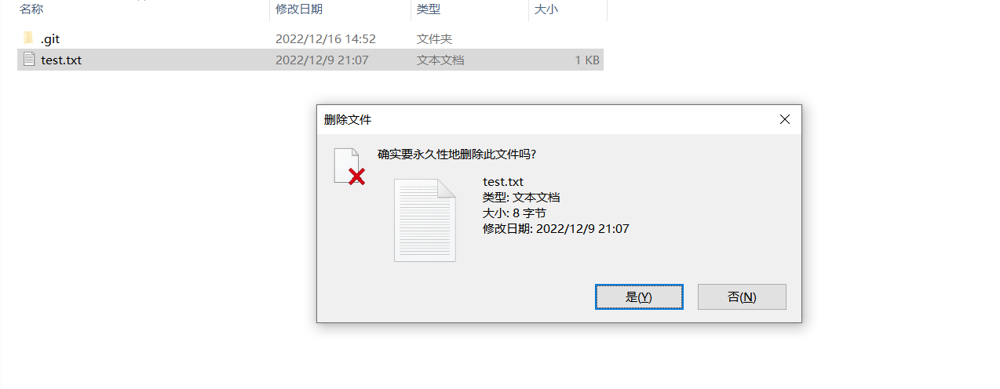 名称 修改日期 类型 大小
.git 2022/12/16 14:52 文件夹
test.txt 2022/12/9 21:07 文本文档 1 KB
删除文件
确实要永久性地删除此文件吗?
test.txt
类型: 文本文档
大小: 8 字节
修改日期: 2022/12/9 21:07
是(Y) 否(N)